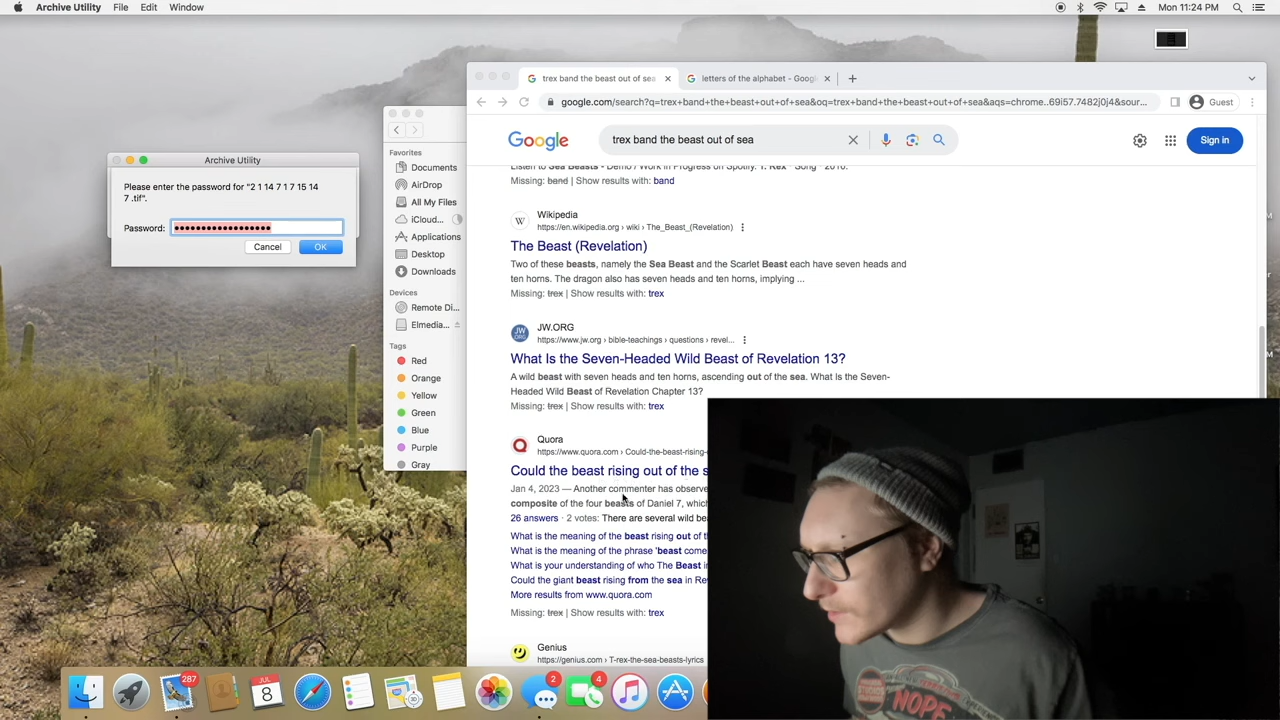 Archive Utility File Edit Window Mon 11:24 PM
trex band the beast out of sea
letters of the alphabet - Googl
google.com/search?q=trex+band+the+beast+out+of+sea&oq=trex+band+the+beast+out+of+sea&aqs=chrome..69i57.7482j0j4&sour...
Guest
Google
trex band the beast out of sea
Sign in
Archive Utility
Please enter the password for "2 1 14 7 1 7 15 14
7 .tif".
Password:
Cancel
OK
Favorites
Documents
AirDrop
All My Files
iCloud...
Applications
Desktop
Downloads
Devices
Remote Di...
Elmedia...
Tags
Red
Orange
Yellow
Green
Blue
Purple
Gray
Missing: band | Show results with: band
Wikipedia
https://en.wikipedia.org › wiki › The_Beast_(Revelation)
The Beast (Revelation)
Two of these beasts, namely the Sea Beast and the Scarlet Beast each have seven heads and
ten horns. The dragon also has seven heads and ten horns, implying ...
Missing: trex | Show results with: trex
JW
ORG
JW.ORG
https://www.jw.org › bible-teachings › questions › revel...
What Is the Seven-Headed Wild Beast of Revelation 13?
A wild beast with seven heads and ten horns, ascending out of the sea. What Is the Seven-
Headed Wild Beast of Revelation Chapter 13?
Missing: trex | Show results with: trex
Quora
https://www.quora.com › Could-the-beast-rising-
Could the beast rising out of the s
Jan 4, 2023 — Another commenter has observe
composite of the four beasts of Daniel 7, which
26 answers · 2 votes: There are several wild bea
What is the meaning of the beast rising out of th
What is the meaning of the phrase 'beast come
What is your understanding of who The Beast in
Could the giant beast rising from the sea in Rev
More results from www.quora.com
Missing: trex | Show results with: trex
Genius
https://genius.com › T-rex-the-sea-beasts-lyrics
287
JUL
8
3D
2
4
NOPE